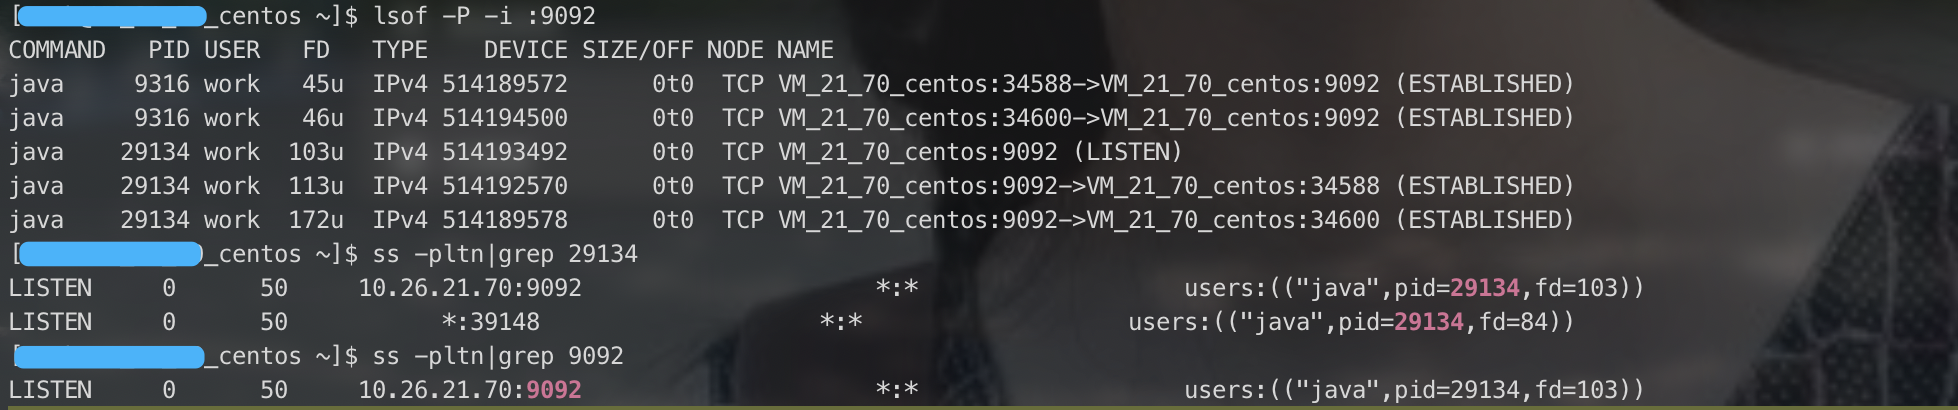 [_centos ~]$ lsof -P -i :9092
COMMAND PID USER FD TYPE DEVICE SIZE/OFF NODE NAME
java 9316 work 45u IPv4 514189572 0t0 TCP VM_21_70_centos:34588->VM_21_70_centos:9092 (ESTABLISHED)
java 9316 work 46u IPv4 514194500 0t0 TCP VM_21_70_centos:34600->VM_21_70_centos:9092 (ESTABLISHED)
java 29134 work 103u IPv4 514193492 0t0 TCP VM_21_70_centos:9092 (LISTEN)
java 29134 work 113u IPv4 514192570 0t0 TCP VM_21_70_centos:9092->VM_21_70_centos:34588 (ESTABLISHED)
java 29134 work 172u IPv4 514189578 0t0 TCP VM_21_70_centos:9092->VM_21_70_centos:34600 (ESTABLISHED)
[_centos ~]$ ss -pltn|grep 29134
LISTEN 0 50 10.26.21.70:9092 *:* users:(("java",pid=29134,fd=103))
LISTEN 0 50 *:39148 *:* users:(("java",pid=29134,fd=84))
[_centos ~]$ ss -pltn|grep 9092
LISTEN 0 50 10.26.21.70:9092 *:* users:(("java",pid=29134,fd=103))